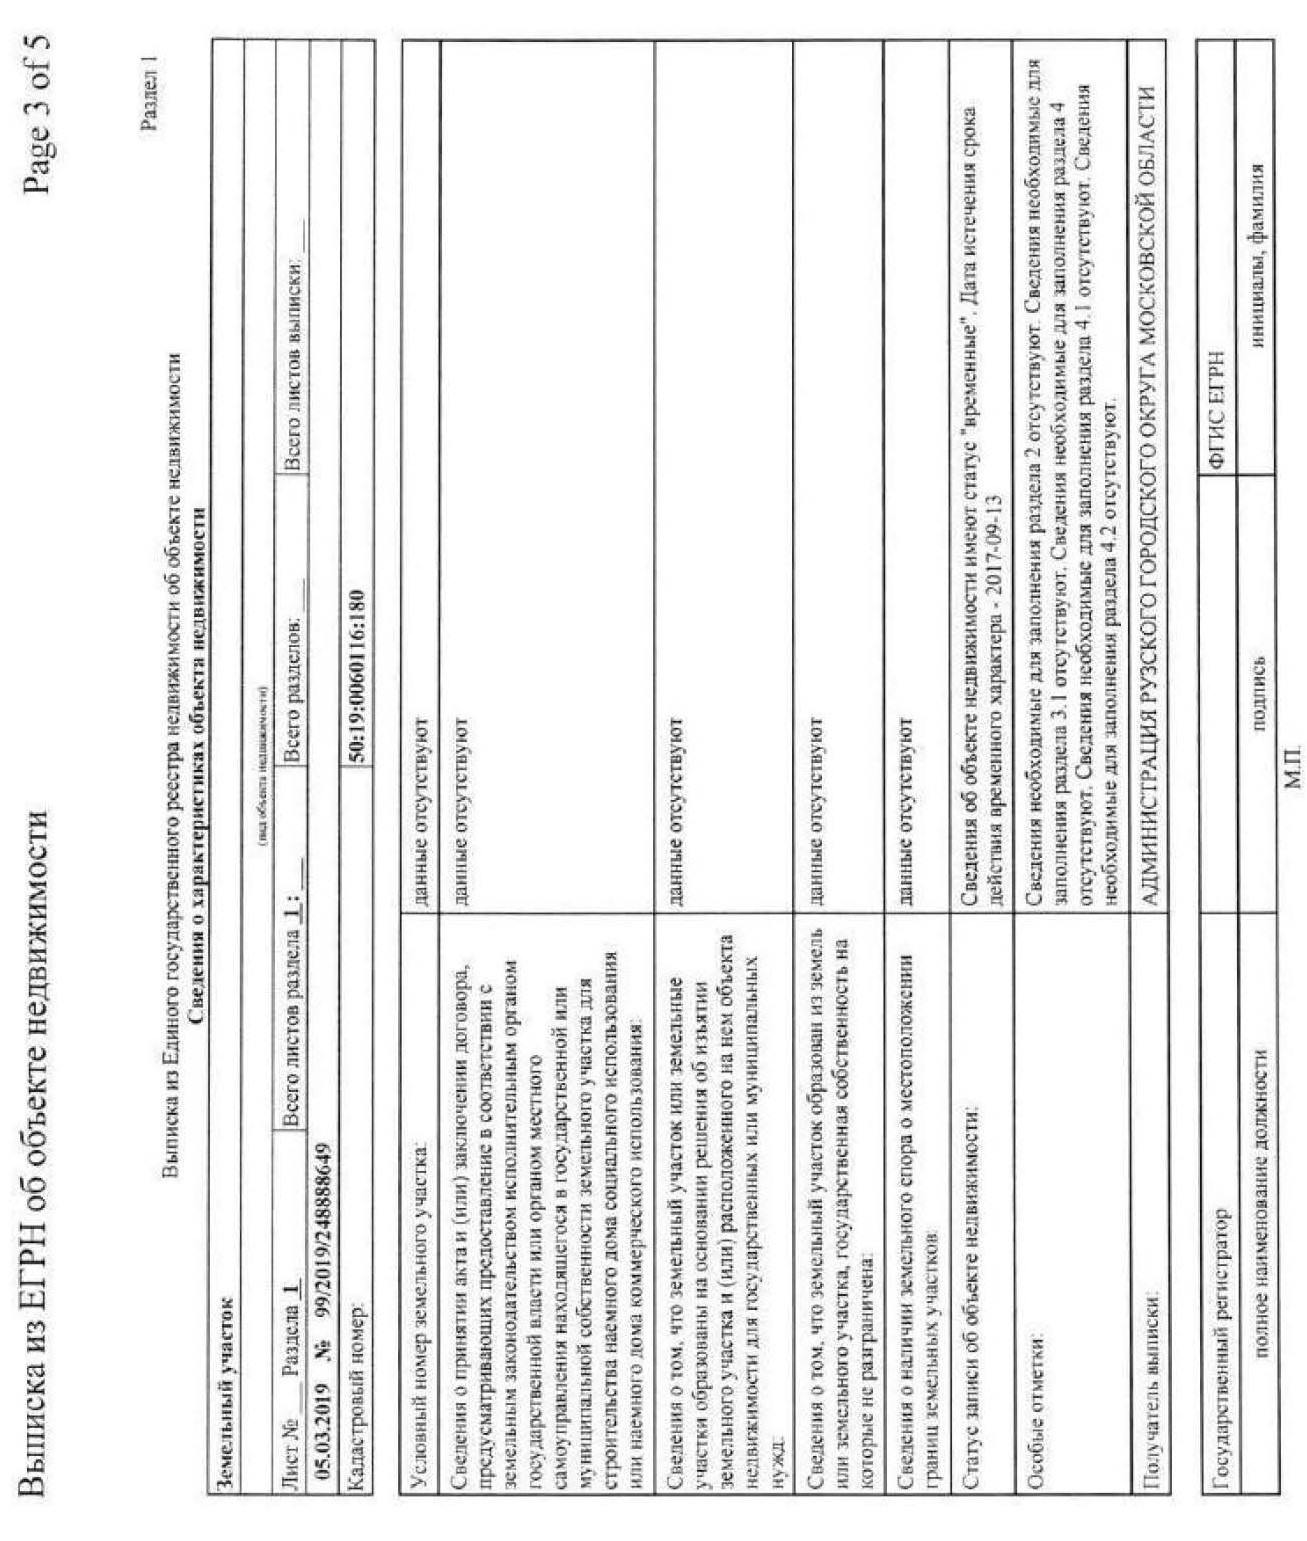 Выписка из ЕГРН об объекте недвижимости
Page 3 of 5
Раздел 1
Выписка из Единого государственного реестра недвижимости об объекте недвижимости
Сведения о характеристиках объекта недвижимости
Земельный участок
(вид объекта недвижимости)
Лист № ___ Раздела 1
Всего листов раздела 1: ___
Всего разделов: ___
Всего листов выписки: ___
05.03.2019 № 99/2019/248888649
Кадастровый номер:
50:19:0060116:180
Условный номер земельного участка:
данные отсутствуют
Сведения о принятии акта и (или) заключении договора,
предусматривающих предоставление в соответствии с
земельным законодательством исполнительным органом
государственной власти или органом местного
самоуправления находящегося в государственной или
муниципальной собственности земельного участка для
строительства наемного дома социального использования
или наемного дома коммерческого использования:
данные отсутствуют
Сведения о том, что земельный участок или земельные
участки образованы на основании решения об изъятии
земельного участка и (или) расположенного на нем объекта
недвижимости для государственных или муниципальных
нужд:
данные отсутствуют
Сведения о том, что земельный участок образован из земель
или земельного участка, государственная собственность на
которые не разграничена:
данные отсутствуют
Сведения о наличии земельного спора о местоположении
границ земельных участков:
данные отсутствуют
Статус записи об объекте недвижимости:
Сведения об объекте недвижимости имеют статус "временные". Дата истечения срока
действия временного характера - 2017-09-13
Особые отметки:
Сведения необходимые для заполнения раздела 2 отсутствуют. Сведения необходимые для
заполнения раздела 3.1 отсутствуют. Сведения необходимые для заполнения раздела 4
отсутствуют. Сведения необходимые для заполнения раздела 4.1 отсутствуют. Сведения
необходимые для заполнения раздела 4.2 отсутствуют.
Получатель выписки:
АДМИНИСТРАЦИЯ РУЗСКОГО ГОРОДСКОГО ОКРУГА МОСКОВСКОЙ ОБЛАСТИ
Государственный регистратор
ФГИС ЕГРН
полное наименование должности
подпись
инициалы, фамилия
М.П.